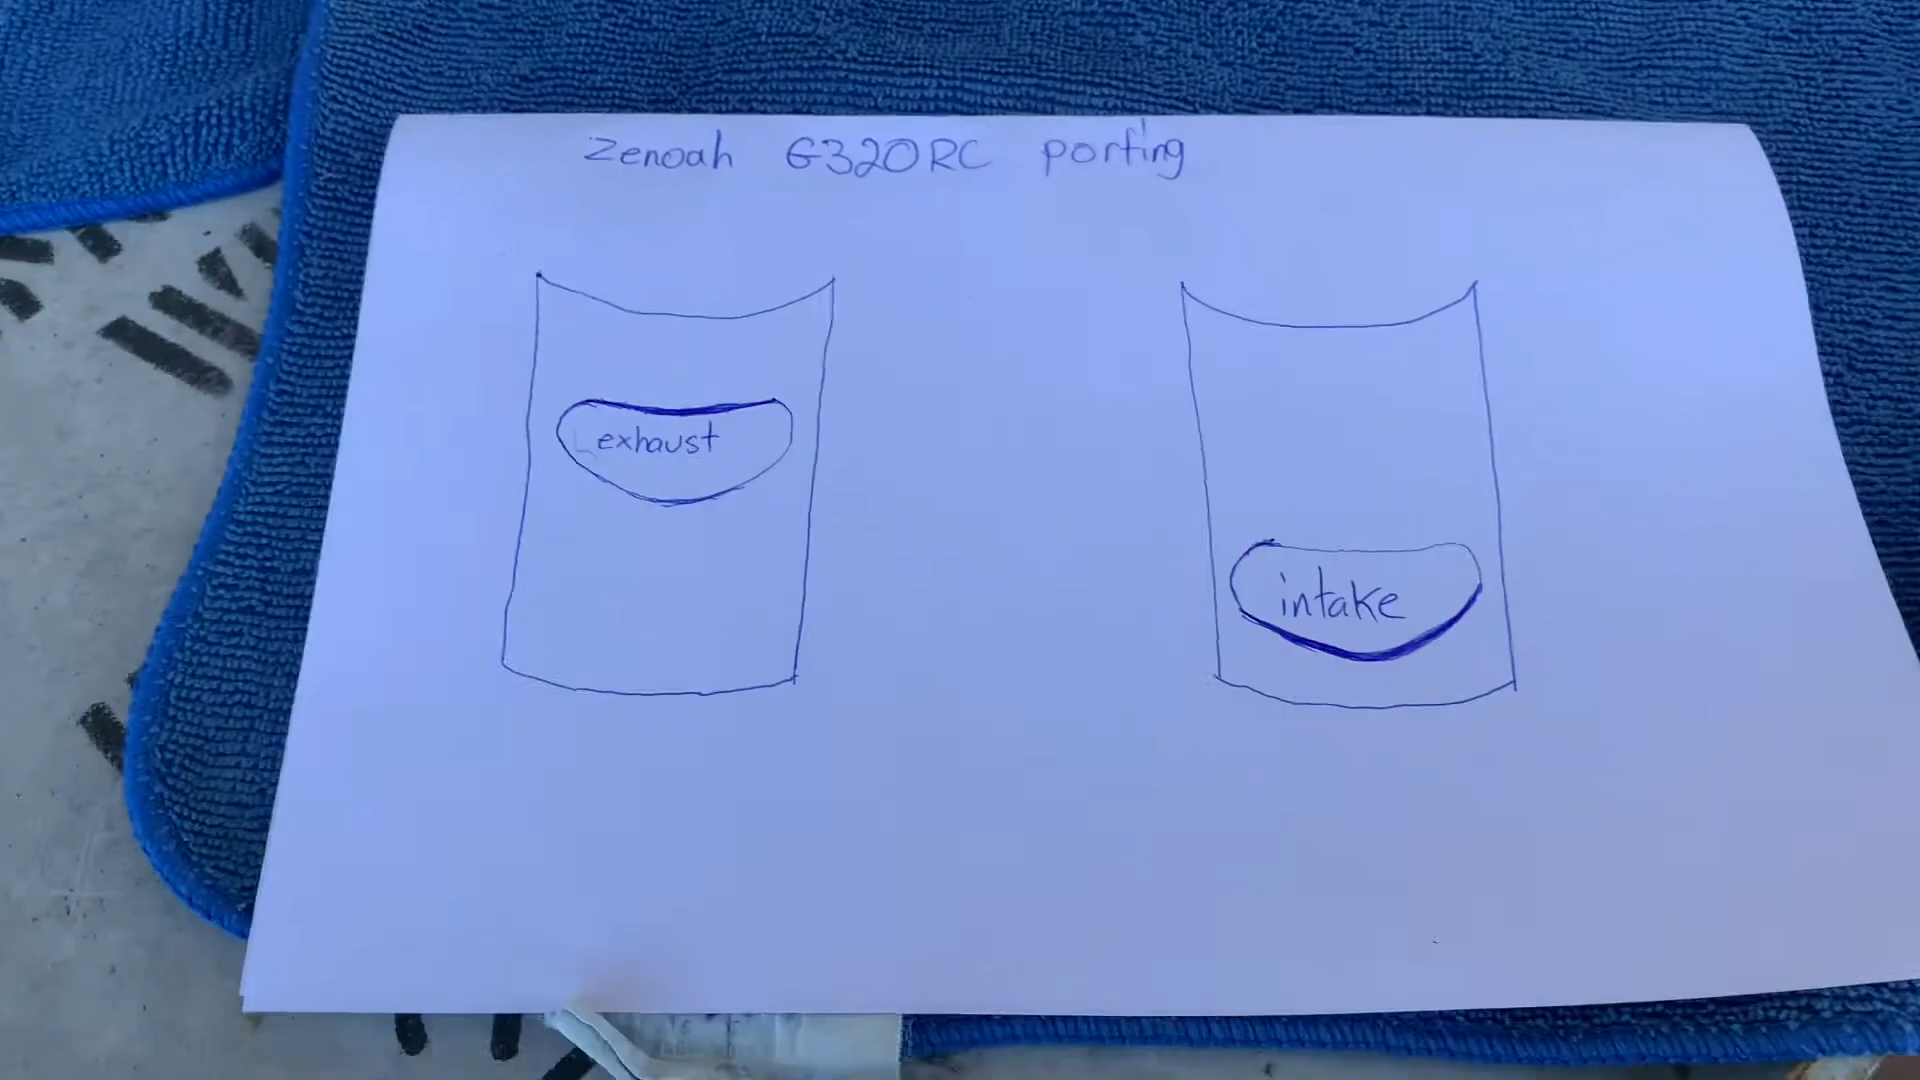 Zenoah G320RC porting
exhaust
intake